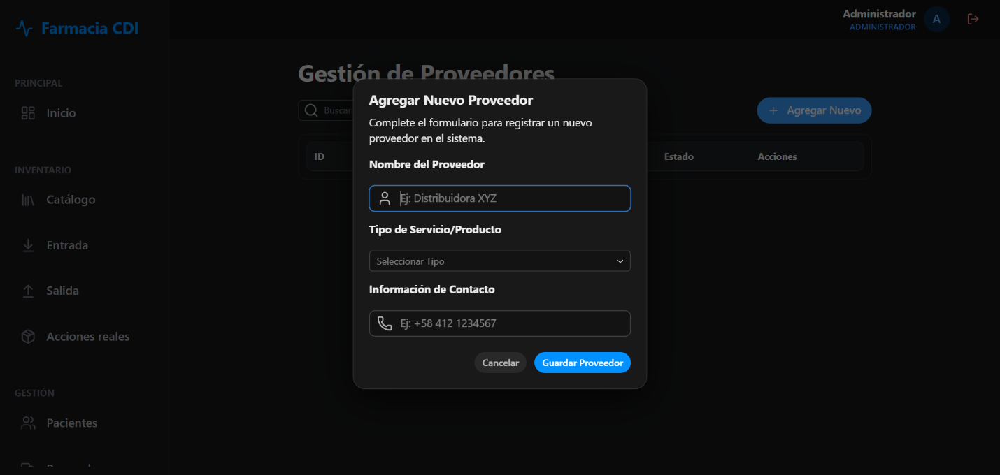 Farmacia CDI
Administrador
ADMINISTRADOR
A
PRINCIPAL
Inicio
INVENTARIO
Catálogo
Entrada
Salida
Acciones reales
GESTIÓN
Pacientes
Gestión de Proveedores
Buscar
Agregar Nuevo
ID
Estado
Acciones
Agregar Nuevo Proveedor
Complete el formulario para registrar un nuevo
proveedor en el sistema.
Nombre del Proveedor
Ej: Distribuidora XYZ
Tipo de Servicio/Producto
Seleccionar Tipo
Información de Contacto
Ej: +58 412 1234567
Cancelar
Guardar Proveedor